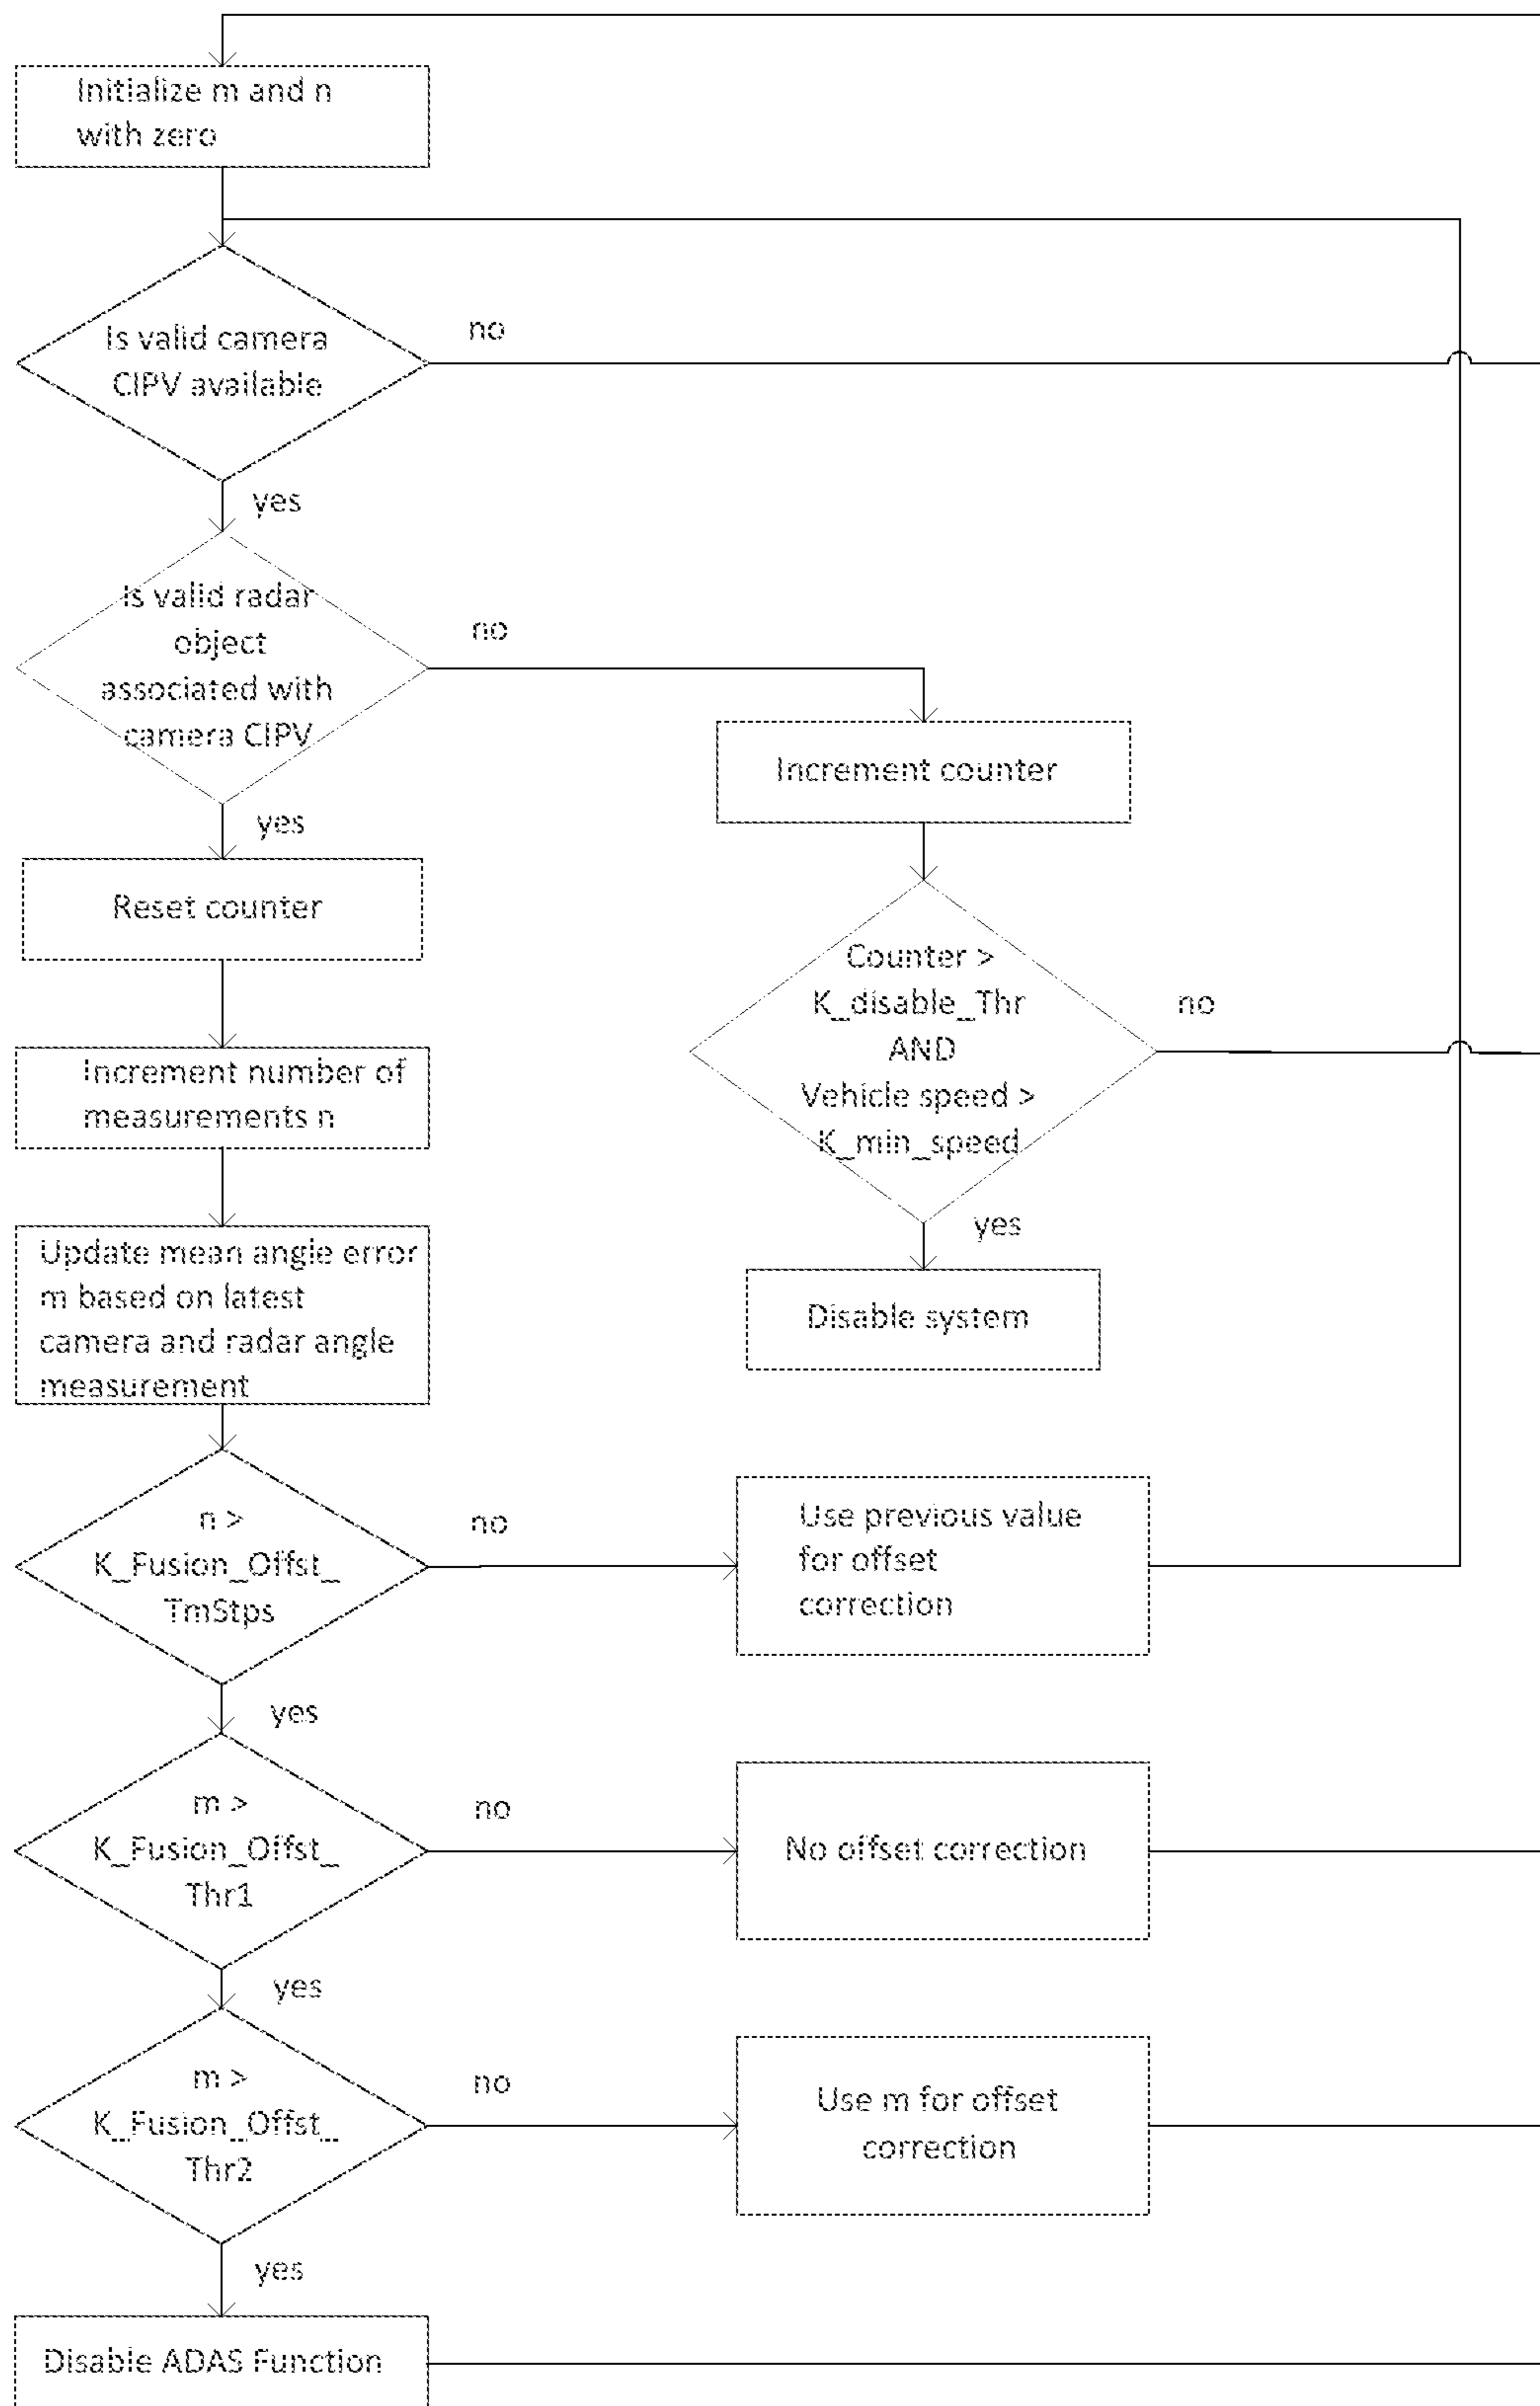 Initialize m and n
with zero
Is valid camera
CIPV available
no
yes
Is valid radar
object
associated with
camera CIPV
no
yes
Increment counter
Reset counter
Counter >
K_disable_Thr
AND
Vehicle speed >
K_min_speed
no
yes
Increment number of
measurements n
Disable system
Update mean angle error
m based on latest
camera and radar angle
measurement
n >
K_Fusion_Offst_
TmStps
no
yes
Use previous value
for offset
correction
m >
K_Fusion_Offst_
Thr1
no
yes
No offset correction
m >
K_Fusion_Offst_
Thr2
no
yes
Use m for offset
correction
Disable ADAS Function